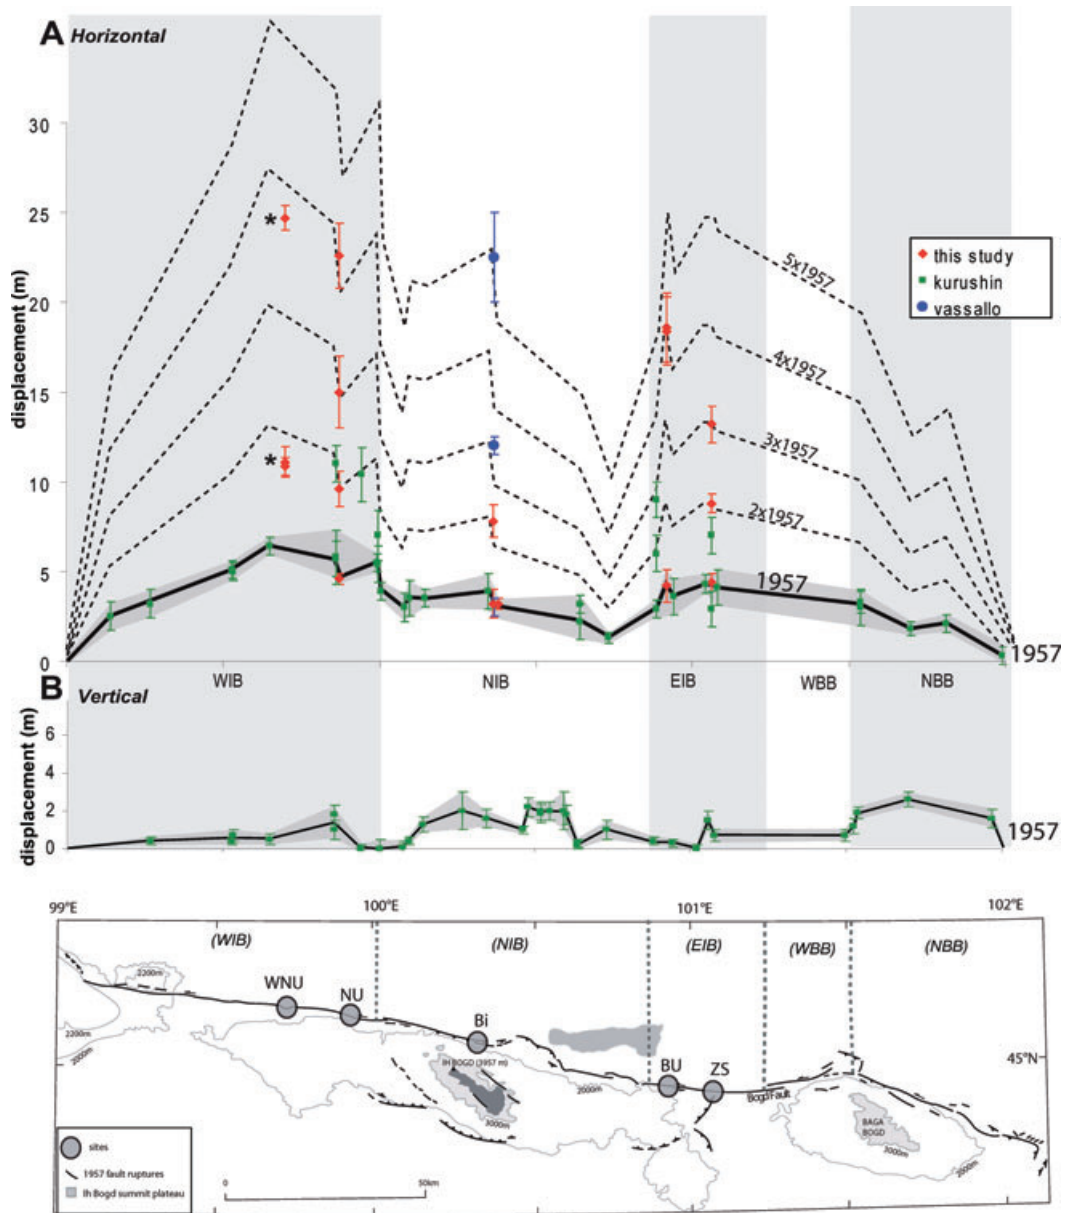 A Horizontal
displacement (m)
30
25
20
15
10
5
0
*
*
this study
kurushin
vassallo
5x1957
4x1957
3x1957
2x1957
1957
1957
WIB NIB EIB WBB NBB
B Vertical
displacement (m)
6
4
2
0
1957
99°E 100°E 101°E 102°E
(WIB) (NIB) (EIB) (WBB) (NBB)
2200m
WNU NU Bi BU ZS
2200m
2000m
IH BOGD (3957 m)
3000m
2000m
45°N
Bogd Fault
BAGA
BOGD
3000m
2000m
sites
1957 fault ruptures
Ih Bogd summit plateau
0 50km